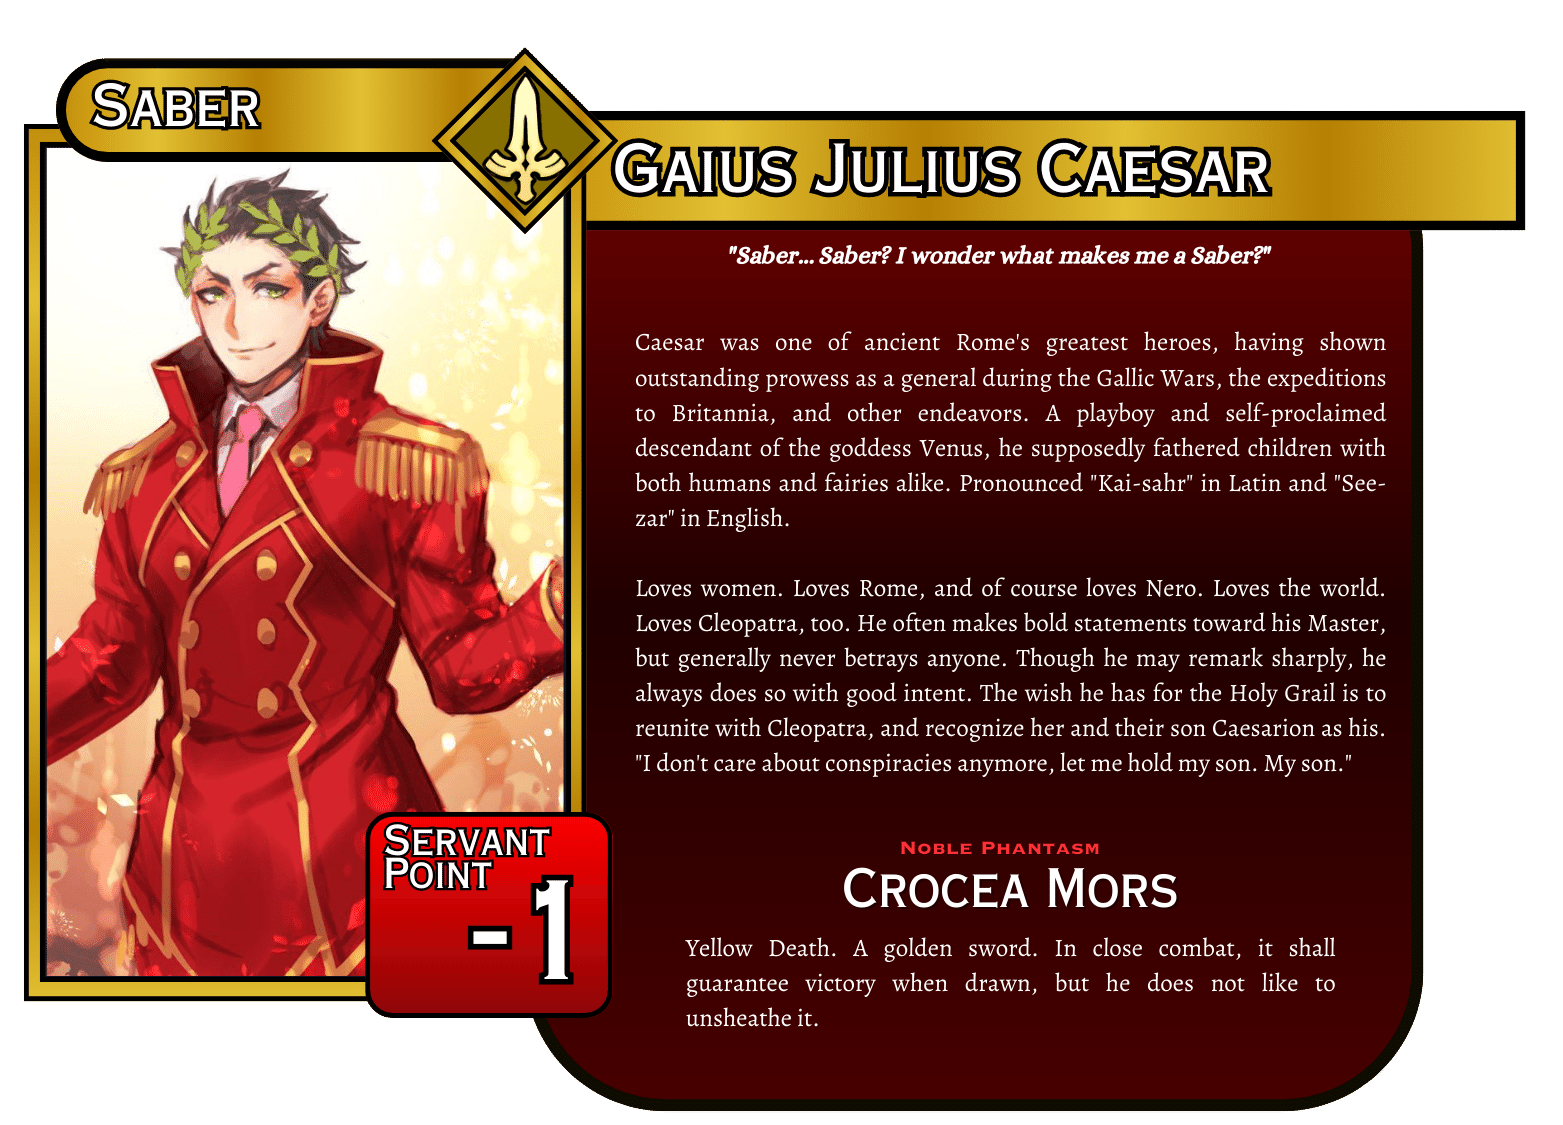 Saber
Gaius Julius Caesar
"Saber... Saber? I wonder what makes me a Saber?"
Caesar was one of ancient Rome's greatest heroes, having shown
outstanding prowess as a general during the Gallic Wars, the expeditions
to Britannia, and other endeavors. A playboy and self-proclaimed
descendant of the goddess Venus, he supposedly fathered children with
both humans and fairies alike. Pronounced "Kai-sahr" in Latin and "See-
zar" in English.
Loves women. Loves Rome, and of course loves Nero. Loves the world.
Loves Cleopatra, too. He often makes bold statements toward his Master,
but generally never betrays anyone. Though he may remark sharply, he
always does so with good intent. The wish he has for the Holy Grail is to
reunite with Cleopatra, and recognize her and their son Caesarion as his.
"I don't care about conspiracies anymore, let me hold my son. My son."
Servant
Point
-1
Noble Phantasm
Crocea Mors
Yellow Death. A golden sword. In close combat, it shall
guarantee victory when drawn, but he does not like to
unsheathe it.